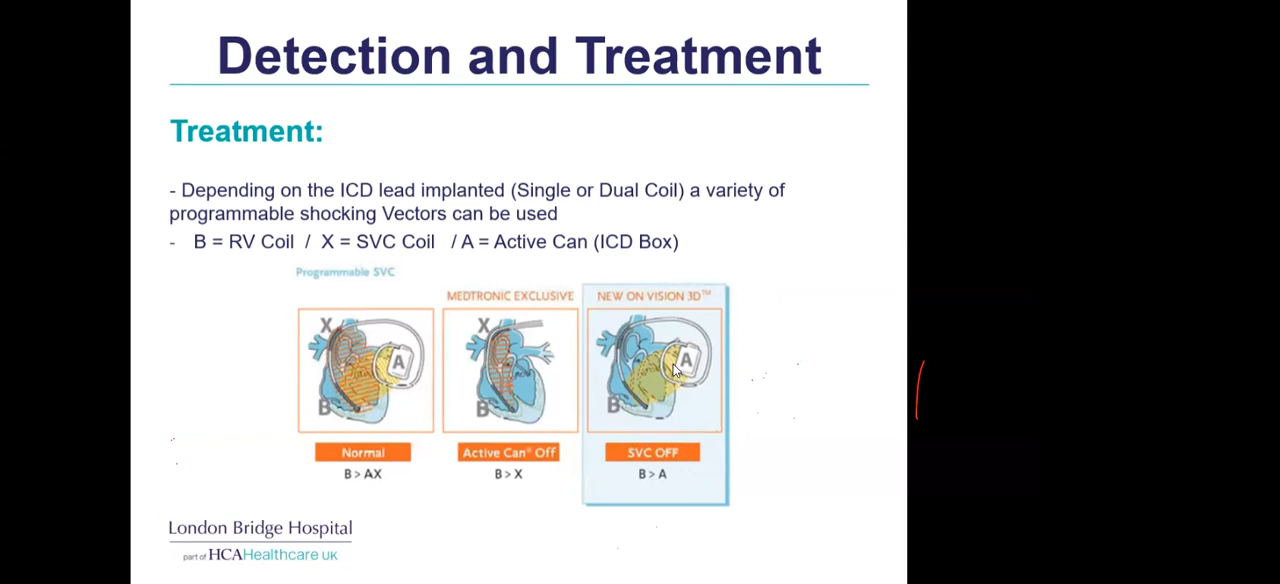 Detection and Treatment
Treatment:
- Depending on the ICD lead implanted (Single or Dual Coil) a variety of
programmable shocking Vectors can be used
- B = RV Coil / X = SVC Coil / A = Active Can (ICD Box)
Programmable SVC
MEDTRONIC EXCLUSIVE
NEW ON VISION 3D™
X
A
B
X
B
A
B
Normal
Active Can® Off
SVC OFF
B > AX
B > X
B > A
London Bridge Hospital
part of HCAHealthcare UK